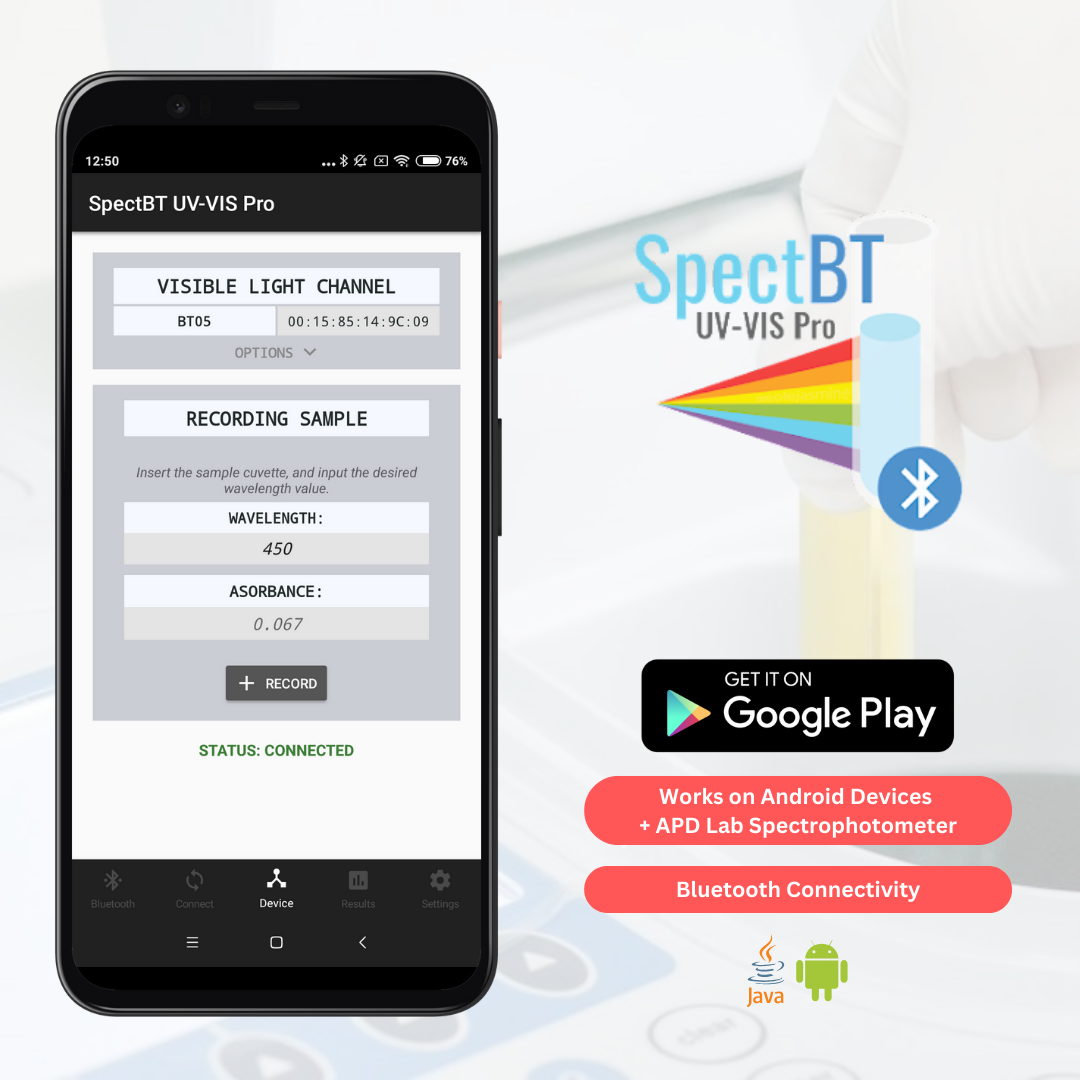 12:50
76%
SpectBT UV-VIS Pro
VISIBLE LIGHT CHANNEL
BT05
00:15:85:14:9C:09
OPTIONS
RECORDING SAMPLE
Insert the sample cuvette, and input the desired
wavelength value.
WAVELENGTH:
450
ASORBANCE:
0.067
+ RECORD
STATUS: CONNECTED
Bluetooth
Connect
Device
Results
Settings
SpectBT
UV-VIS Pro
GET IT ON
Google Play
Works on Android Devices
+ APD Lab Spectrophotometer
Bluetooth Connectivity
Java
clear